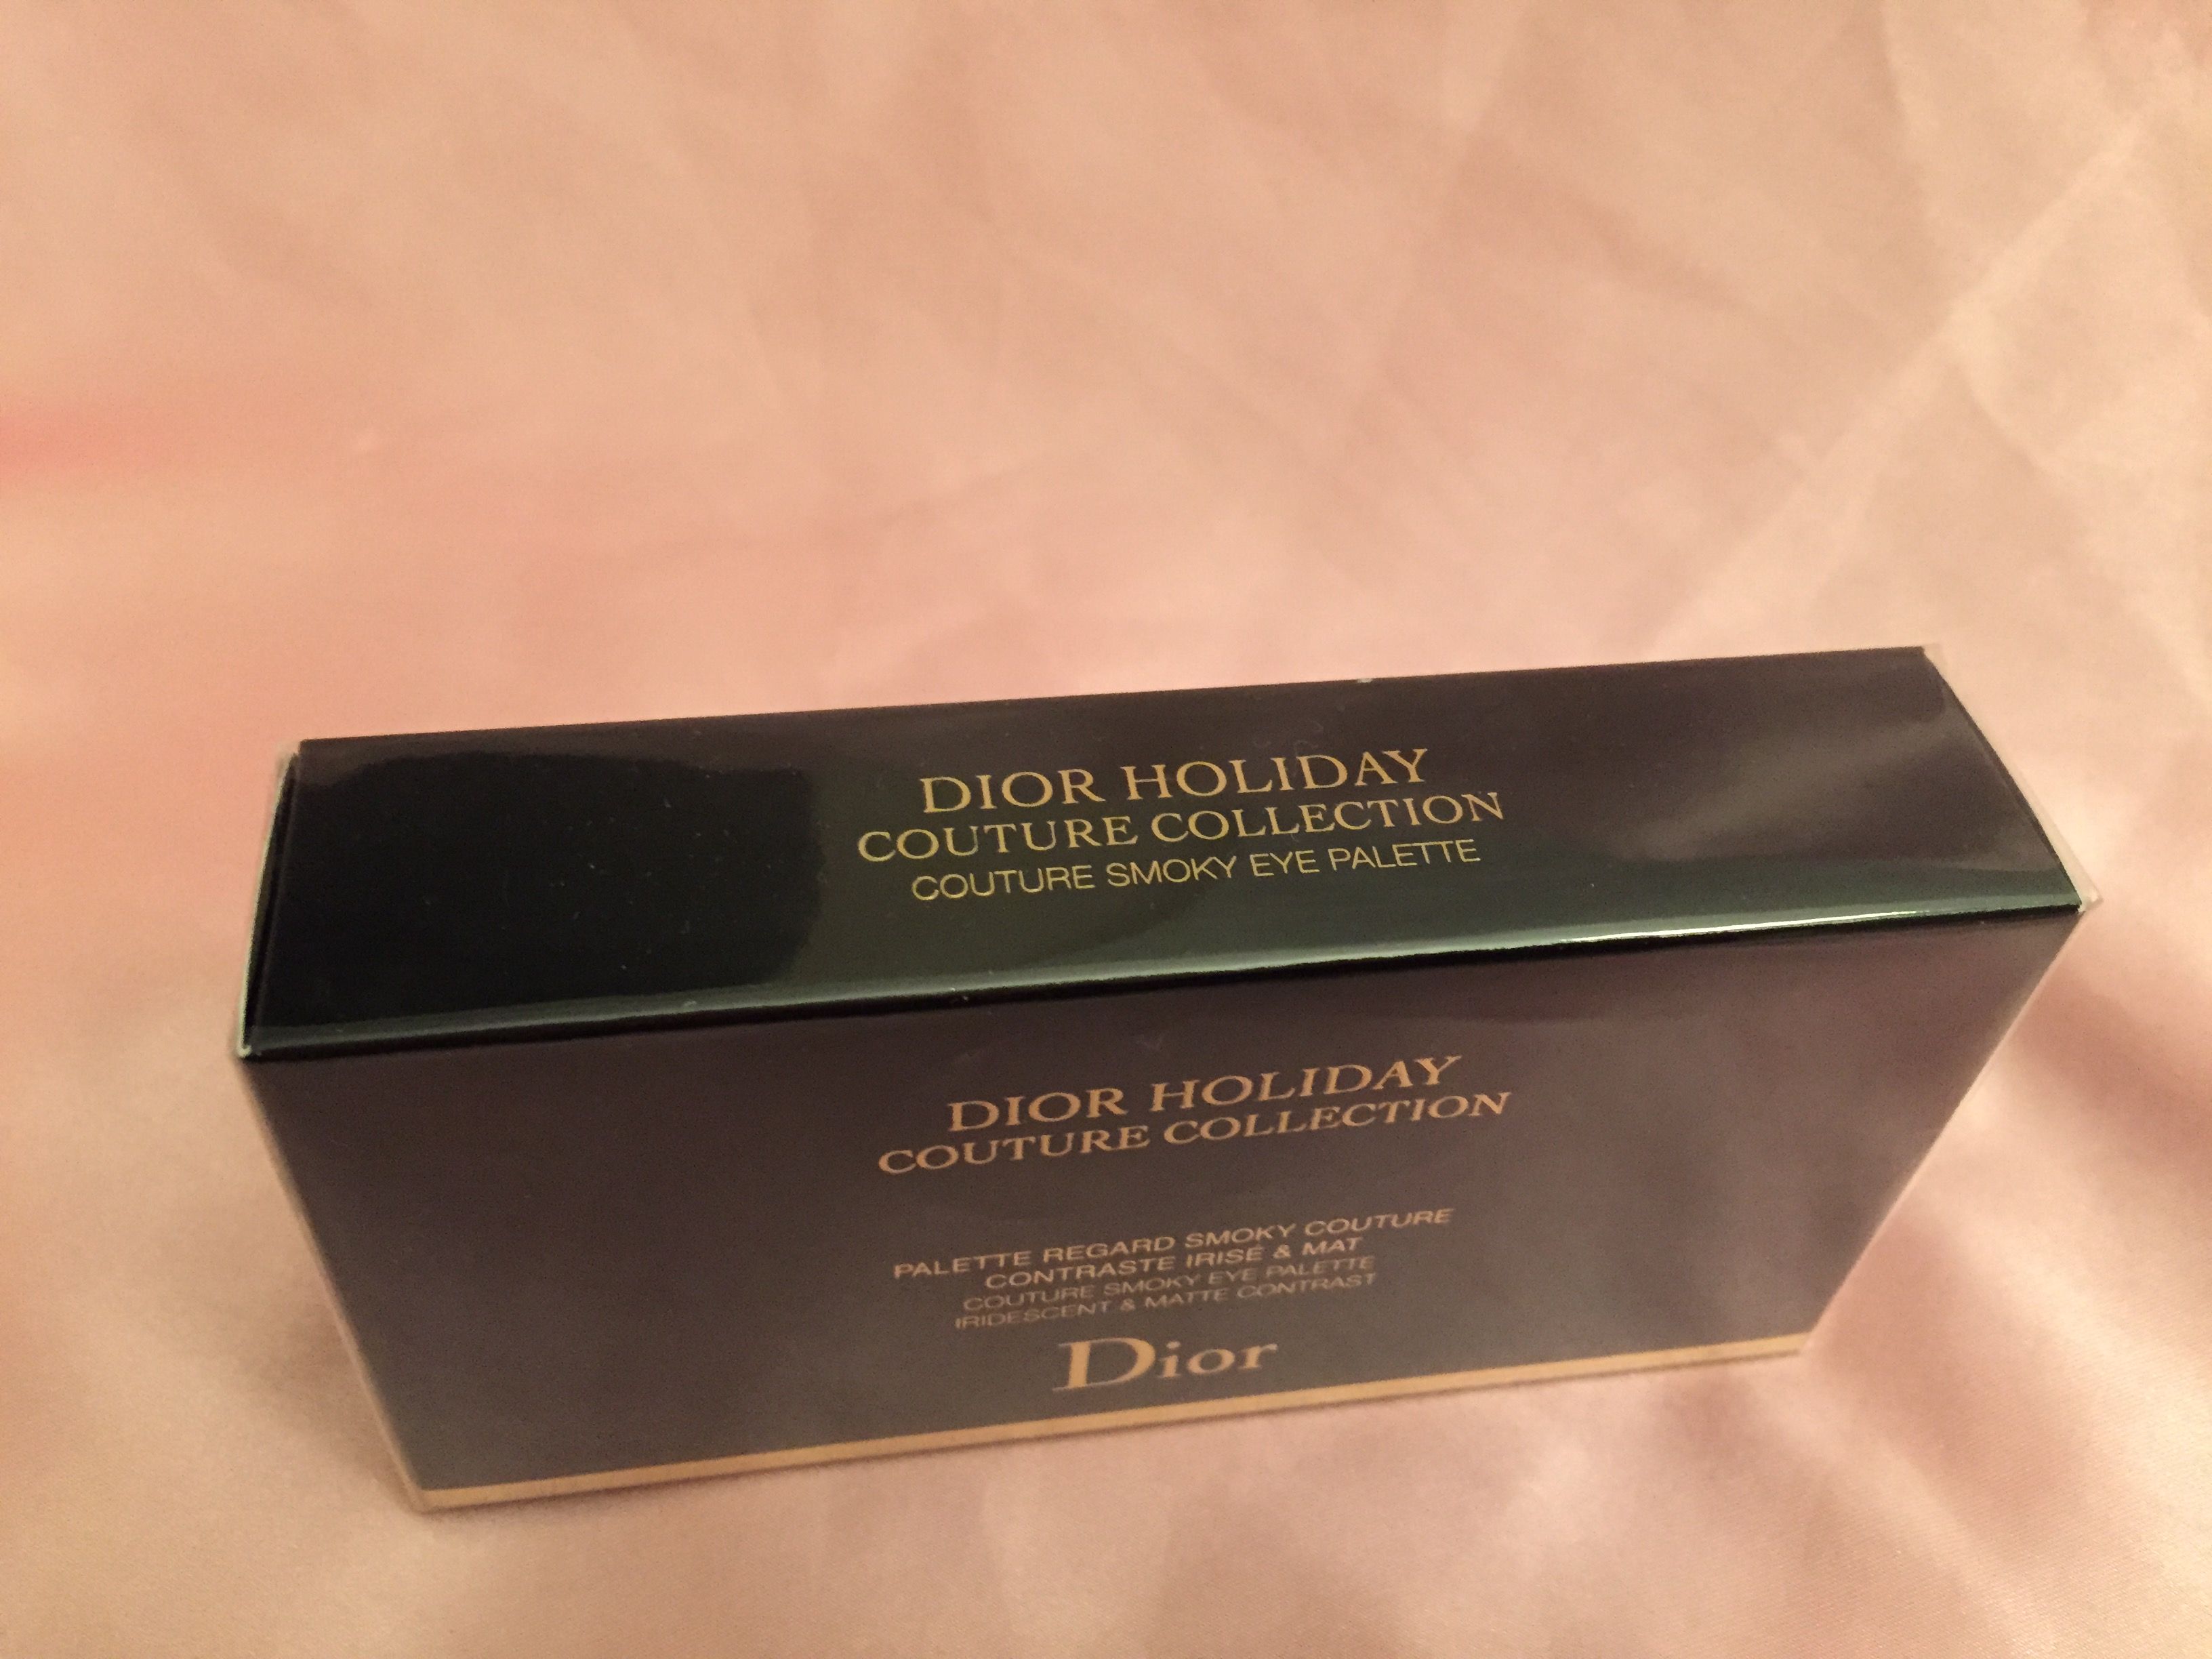 DIOR HOLIDAY
COUTURE COLLECTION
COUTURE SMOKY EYE PALETTE
DIOR HOLIDAY
COUTURE COLLECTION
PALETTE REGARD SMOKY COUTURE
CONTRASTE IRISÉ & MAT
COUTURE SMOKY EYE PALETTE
IRIDESCENT & MATTE CONTRAST
Dior